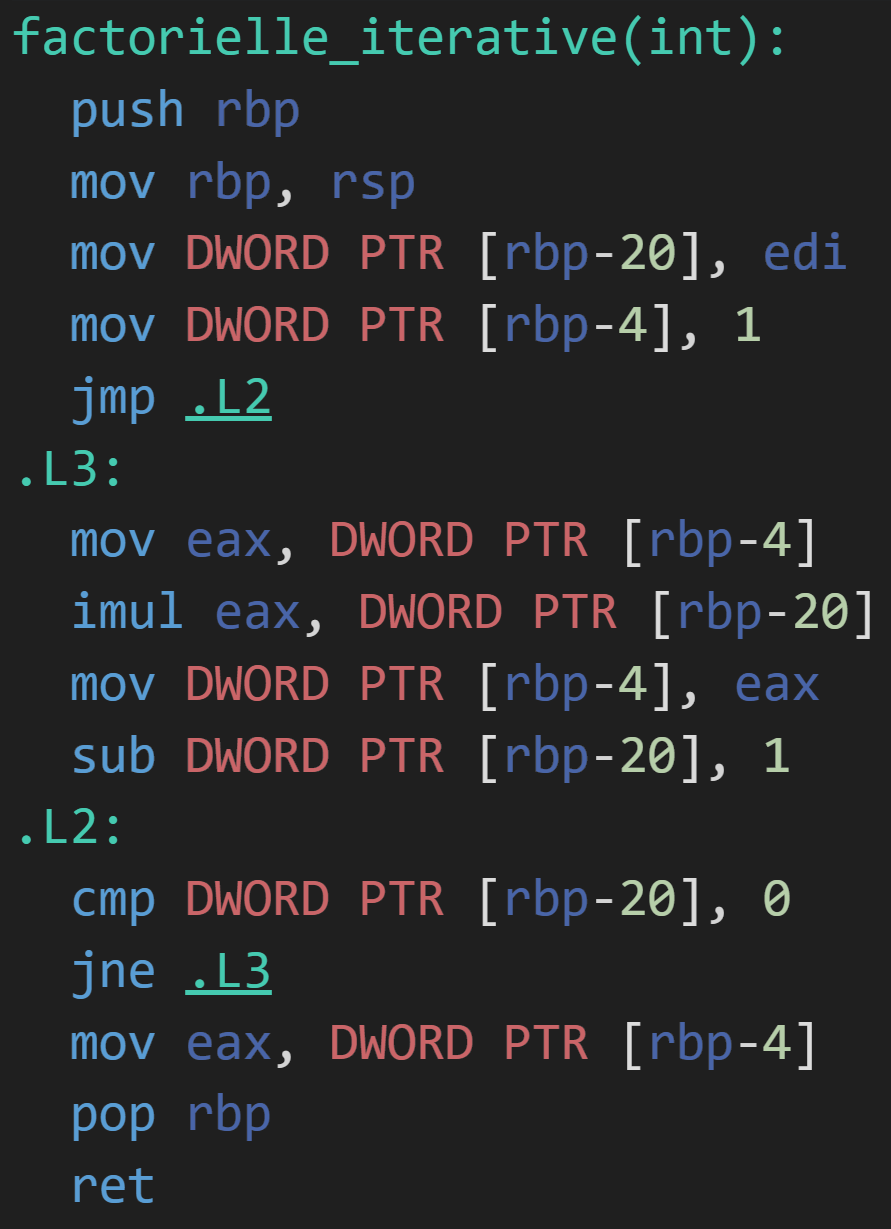 factorielle_iterative(int):
  push rbp
  mov rbp, rsp
  mov DWORD PTR [rbp-20], edi
  mov DWORD PTR [rbp-4], 1
  jmp .L2
.L3:
  mov eax, DWORD PTR [rbp-4]
  imul eax, DWORD PTR [rbp-20]
  mov DWORD PTR [rbp-4], eax
  sub DWORD PTR [rbp-20], 1
.L2:
  cmp DWORD PTR [rbp-20], 0
  jne .L3
  mov eax, DWORD PTR [rbp-4]
  pop rbp
  ret